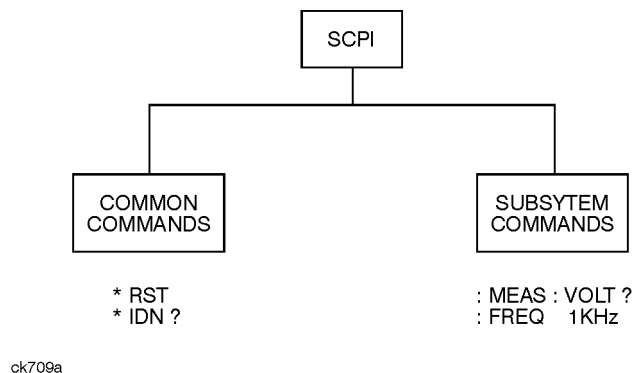 SCPI
COMMON
COMMANDS
SUBSYTEM
COMMANDS
* RST
* IDN ?
: MEAS : VOLT ?
: FREQ 1KHz
ck709a